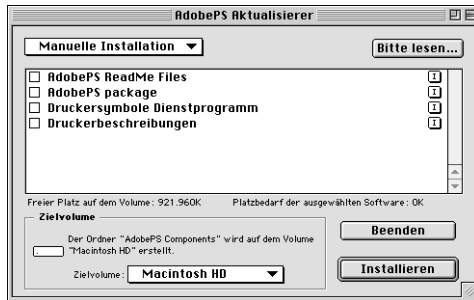 AdobePS Aktualisierer
Manuelle Installation
Bitte lesen...
AdobePS ReadMe Files
AdobePS package
Druckersymbole Dienstprogramm
Druckerbeschreibungen
Freier Platz auf dem Volume: 921.960K Platzbedarf der ausgewählten Software: 0K
Zielvolume
Der Ordner "AdobePS Components" wird auf dem Volume
"Macintosh HD" erstellt.
Zielvolume: Macintosh HD
Beenden
Installieren